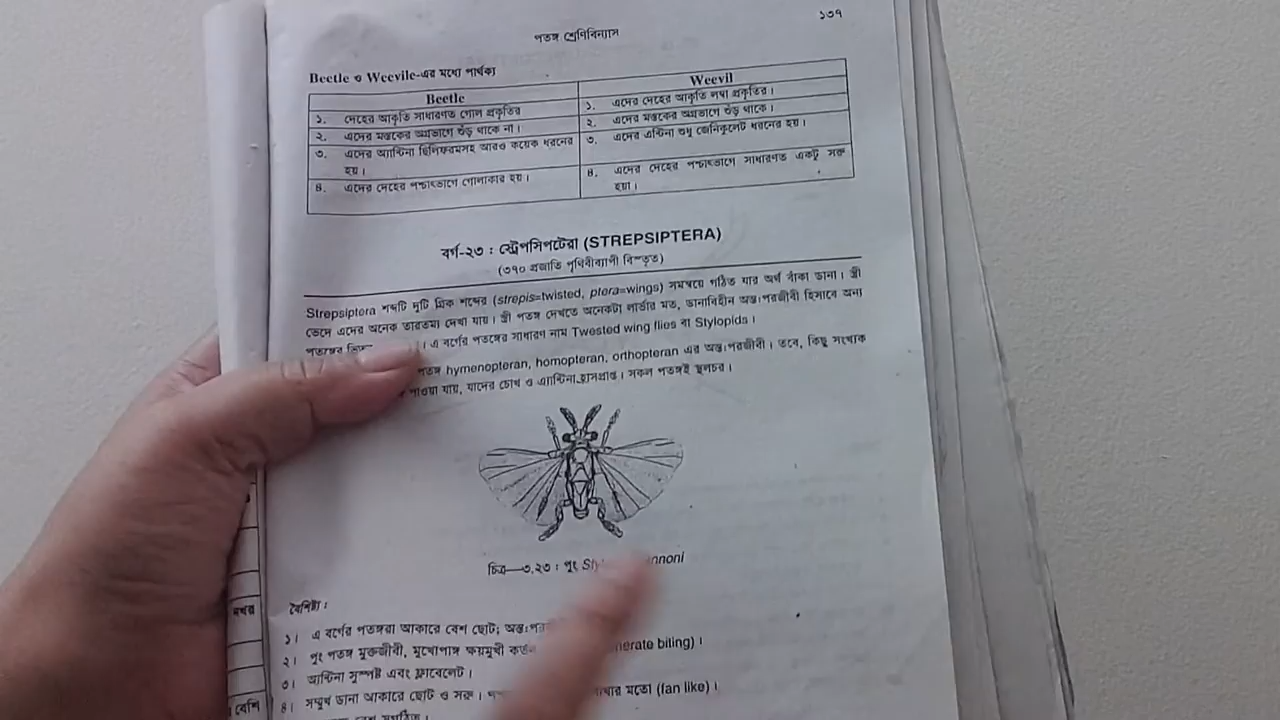 ১৩৭
পতঙ্গ শ্রেণিবিন্যাস
Beetle ও Weevile-এর মধ্যে পার্থক্য
Beetle
Weevil
১. দেহের আকৃতি সাধারণত গোল প্রকৃতির
১. এদের দেহের আকৃতি লম্বা প্রকৃতির।
২. এদের মস্তকের অগ্রভাগে শুঁড় থাকে না।
২. এদের মস্তকের অগ্রভাগে শুঁড় থাকে।
৩. এদের অ্যান্টিনা ছিলিফরমসহ আরও কয়েক ধরনের
হয়।
৩. এদের এন্টিনা শুধু জেনিকুলেট ধরনের হয়।
৪. এদের দেহের পশ্চাৎভাগে গোলাকার হয়।
৪. এদের দেহের পশ্চাৎভাগে সাধারণত একটু সরু
হয়।
বর্গ-২৩ : স্ট্রেপসিপটেরা (STREPSIPTERA)
(৩৭০ প্রজাতি পৃথিবীব্যাপী বিস্তৃত)
Strepsiptera শব্দটি দুটি গ্রিক শব্দের (strepis=twisted, ptera=wings) সমন্বয়ে গঠিত যার অর্থ বাঁকা ডানা। স্ত্রী
ভেদে এদের অনেক তারতম্য দেখা যায়। স্ত্রী পতঙ্গ দেখতে অনেকটা লার্ভার মত, ডানাবিহীন অন্তঃপরজীবী হিসাবে অন্য
পতঙ্গের । এ বর্গের পতঙ্গের সাধারণ নাম Twested wing flies বা Stylopids।
পতঙ্গ hymenopteran, homopteran, orthopteran এর অন্তঃপরজীবী। তবে, কিছু সংখ্যক
পাওয়া যায়, যাদের চোখ ও এ্যান্টিনা হ্রাসপ্রাপ্ত। সকল পতঙ্গই স্থলচর।
চিত্র—৩.২৩ : পুং
বৈশিষ্ট্য :
১। এ বর্গের পতঙ্গরা আকারে বেশ ছোট;
২। পুং পতঙ্গ মুক্তজীবী, মুখোপাঙ্গ ক্ষয়মুখী biling)।
৩। অ্যান্টিনা সুস্পষ্ট এবং ফ্লাবেলেট।
৪। সম্মুখ ডানা আকারে ছোট ও সরু। মতো (fan like)।
নখর
বেশি